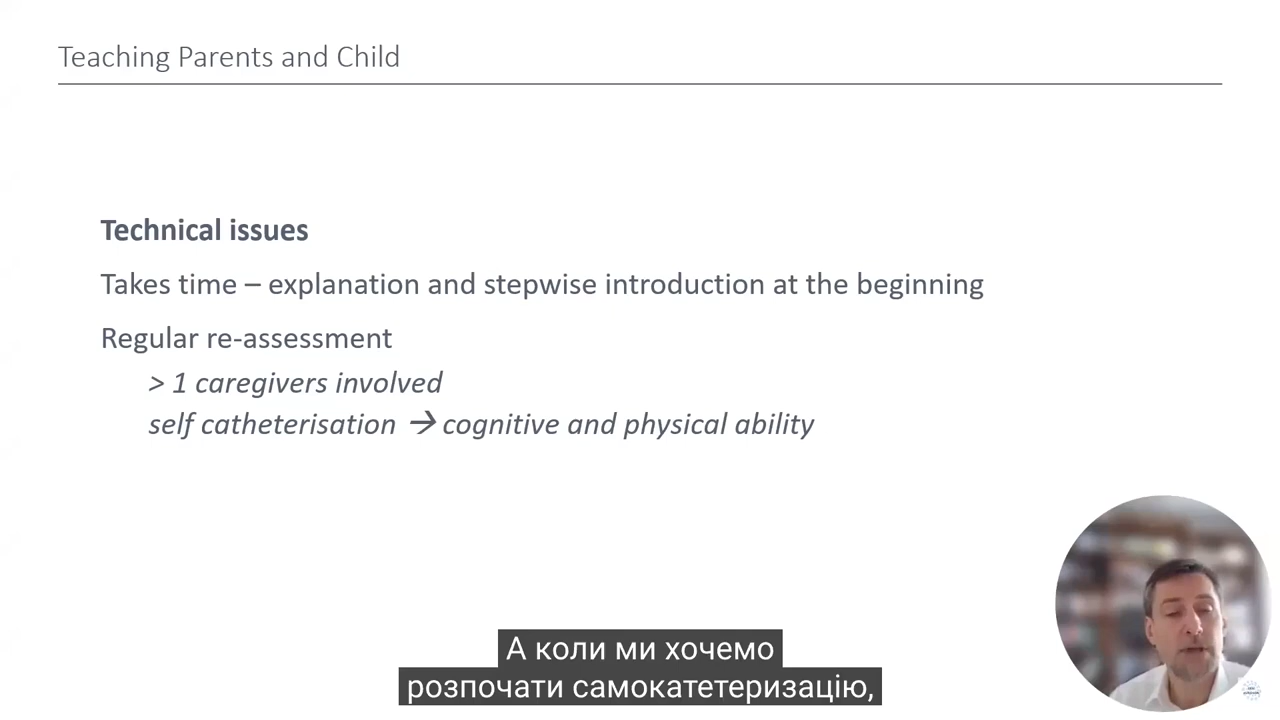 Teaching Parents and Child
Technical issues
Takes time – explanation and stepwise introduction at the beginning
Regular re-assessment
> 1 caregivers involved
self catheterisation → cognitive and physical ability
А коли ми хочемо
розпочати самокатетеризацію,